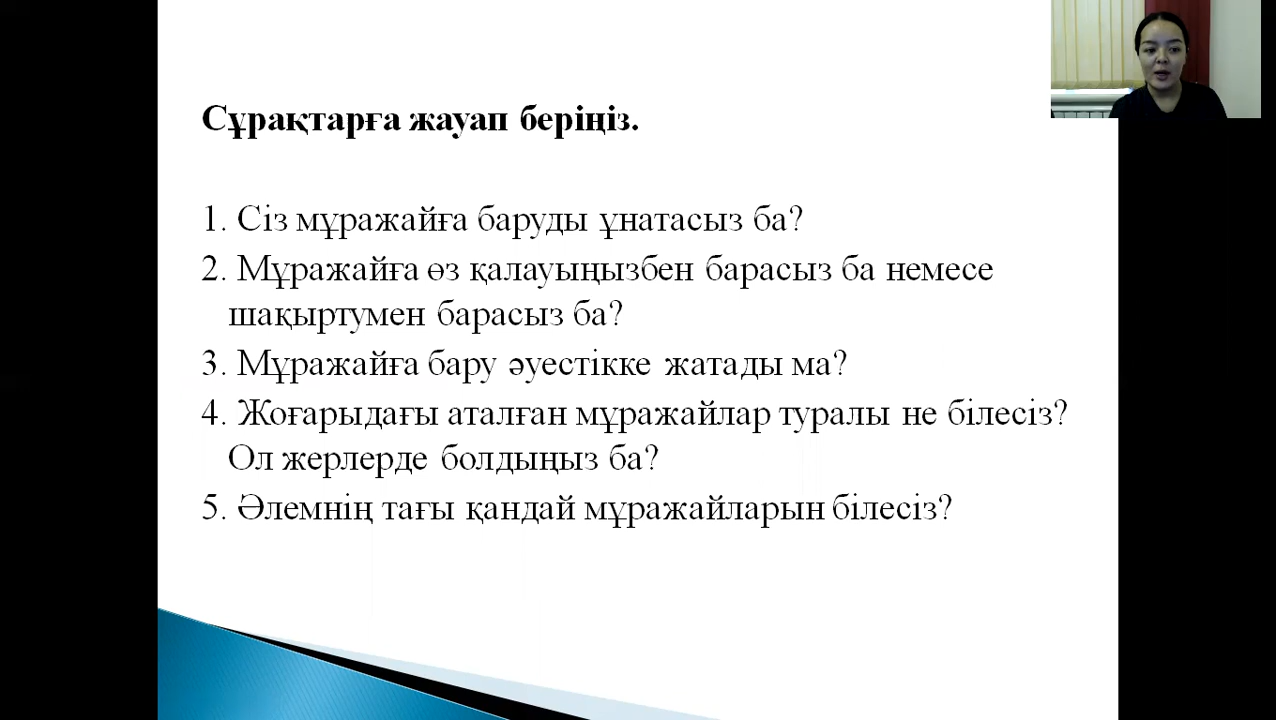 Сұрақтарға жауап беріңіз.
1. Сіз мұражайға баруды ұнатасыз ба?
2. Мұражайға өз қалауыңызбен барасыз ба немесе
шақыртумен барасыз ба?
3. Мұражайға бару әуестікке жатады ма?
4. Жоғарыдағы аталған мұражайлар туралы не білесіз?
Ол жерлерде болдыңыз ба?
5. Әлемнің тағы қандай мұражайларын білесіз?